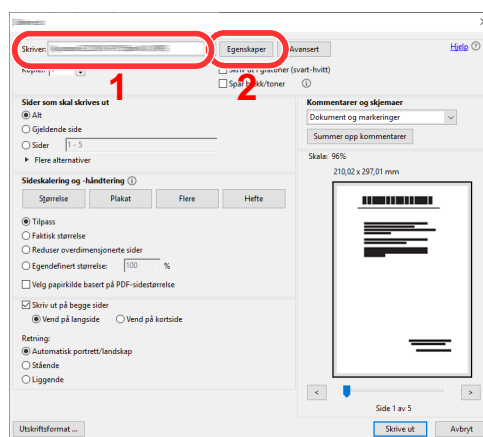 Skriver:
Egenskaper
Avansert
Hjelp
Kopier:
1
2
Skriv ut i gråtoner (svart-hvitt)
Spar blekk/toner
Sider som skal skrives ut
Alt
Gjeldende side
Sider 1 - 5
Flere alternativer
Sideskalering og -håndtering
Størrelse Plakat Flere Hefte
Tilpass
Faktisk størrelse
Reduser overdimensjonerte sider
Egendefinert størrelse: 100 %
Velg papirkilde basert på PDF-sidestørrelse
Skriv ut på begge sider
Vend på langside Vend på kortside
Retning:
Automatisk portrett/landskap
Stående
Liggende
Kommentarer og skjemaer
Dokument og markeringer
Summer opp kommentarer
Skala: 96%
210,02 x 297,01 mm
< >
Side 1 av 5
Utskriftsformat ...
Skrive ut
Avbryt